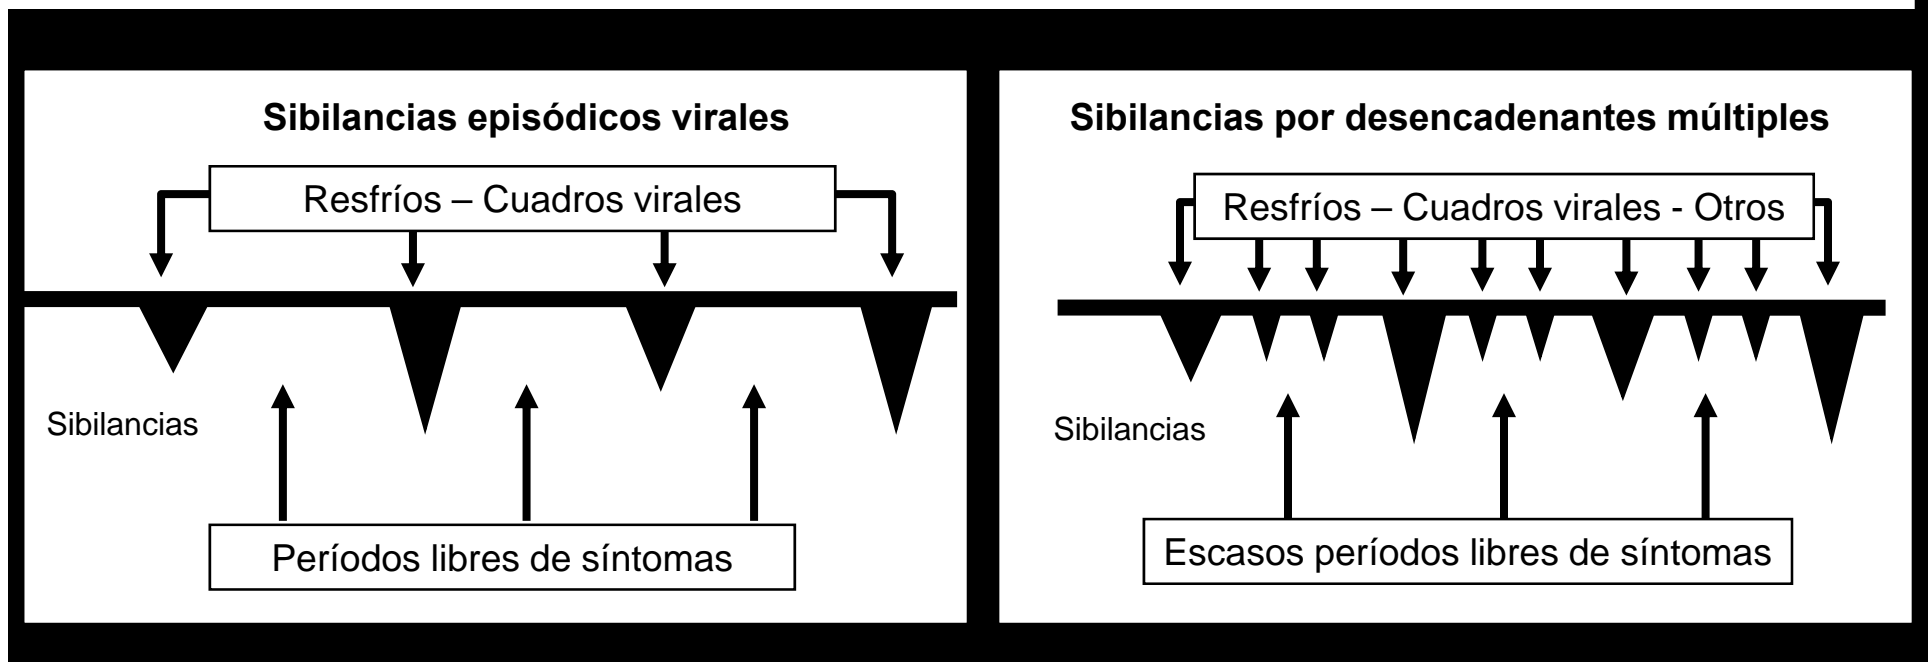 Sibilancias episódicos virales
Resfríos – Cuadros virales
Sibilancias
Períodos libres de síntomas
Sibilancias por desencadenantes múltiples
Resfríos – Cuadros virales - Otros
Sibilancias
Escasos períodos libres de síntomas